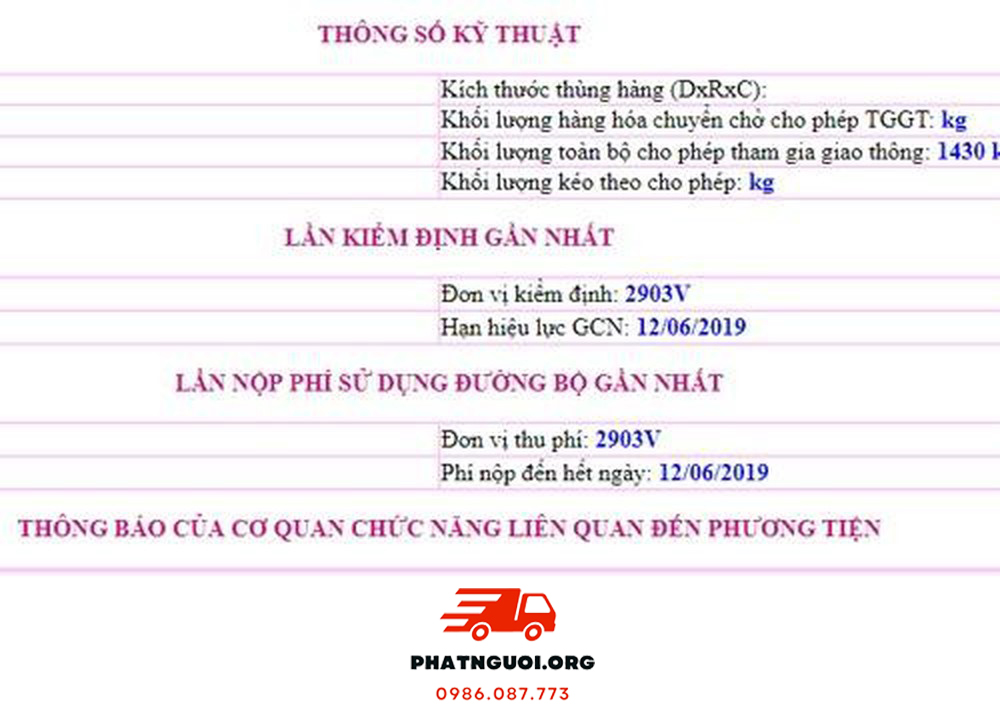 THÔNG SỐ KỸ THUẬT
Kích thước thùng hàng (DxRxC):
Khối lượng hàng hóa chuyển chở cho phép TGGT: kg
Khối lượng toàn bộ cho phép tham gia giao thông: 1430 k
Khối lượng kéo theo cho phép: kg
LẦN KIỂM ĐỊNH GẦN NHẤT
Đơn vị kiểm định: 2903V
Hạn hiệu lực GCN: 12/06/2019
LẦN NỘP PHÍ SỬ DỤNG ĐƯỜNG BỘ GẦN NHẤT
Đơn vị thu phí: 2903V
Phí nộp đến hết ngày: 12/06/2019
THÔNG BÁO CỦA CƠ QUAN CHỨC NĂNG LIÊN QUAN ĐẾN PHƯƠNG TIỆN
PHATNGUOI.ORG
0986.087.773